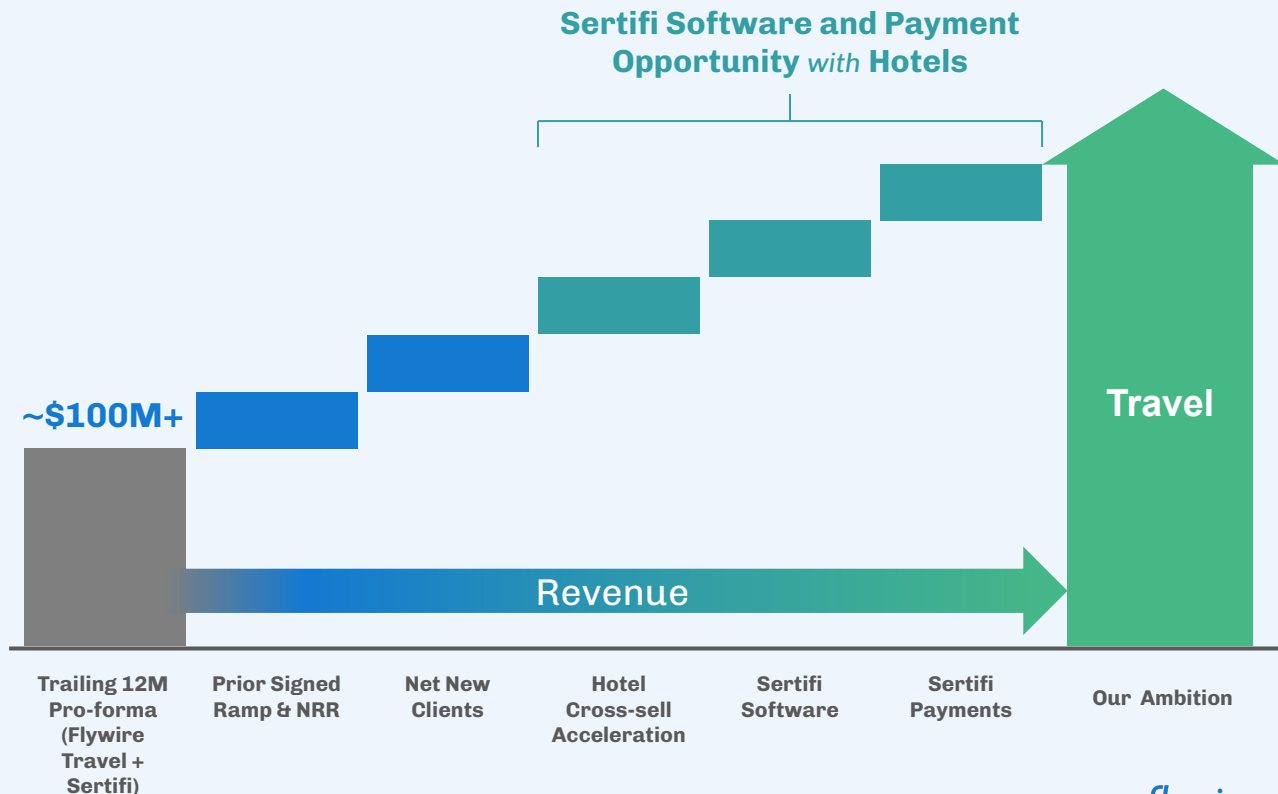 Sertifi Software and Payment
Opportunity with Hotels
~$100M+
Travel
Revenue
Trailing 12M
Pro-forma
(Flywire
Travel +
Sertifi)
Prior Signed
Ramp & NRR
Net New
Clients
Hotel
Cross-sell
Acceleration
Sertifi
Software
Sertifi
Payments
Our Ambition